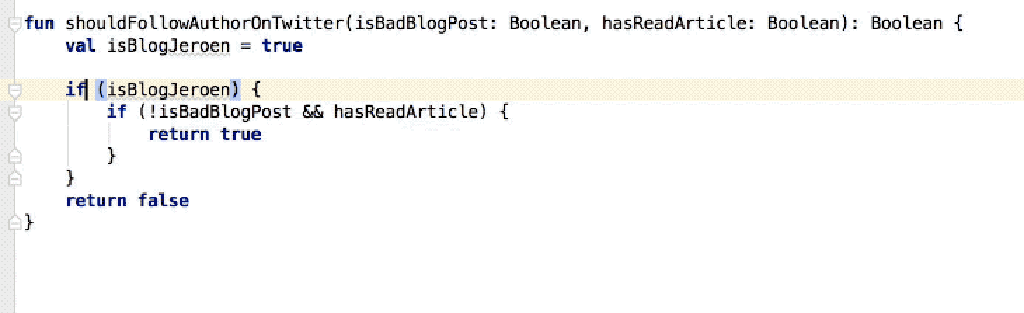 fun shouldFollowAuthorOnTwitter(isBadBlogPost: Boolean, hasReadArticle: Boolean): Boolean {
    val isBlogJeroen = true
    if (isBlogJeroen) {
        if (!isBadBlogPost && hasReadArticle) {
            return true
        }
    }
    return false
}